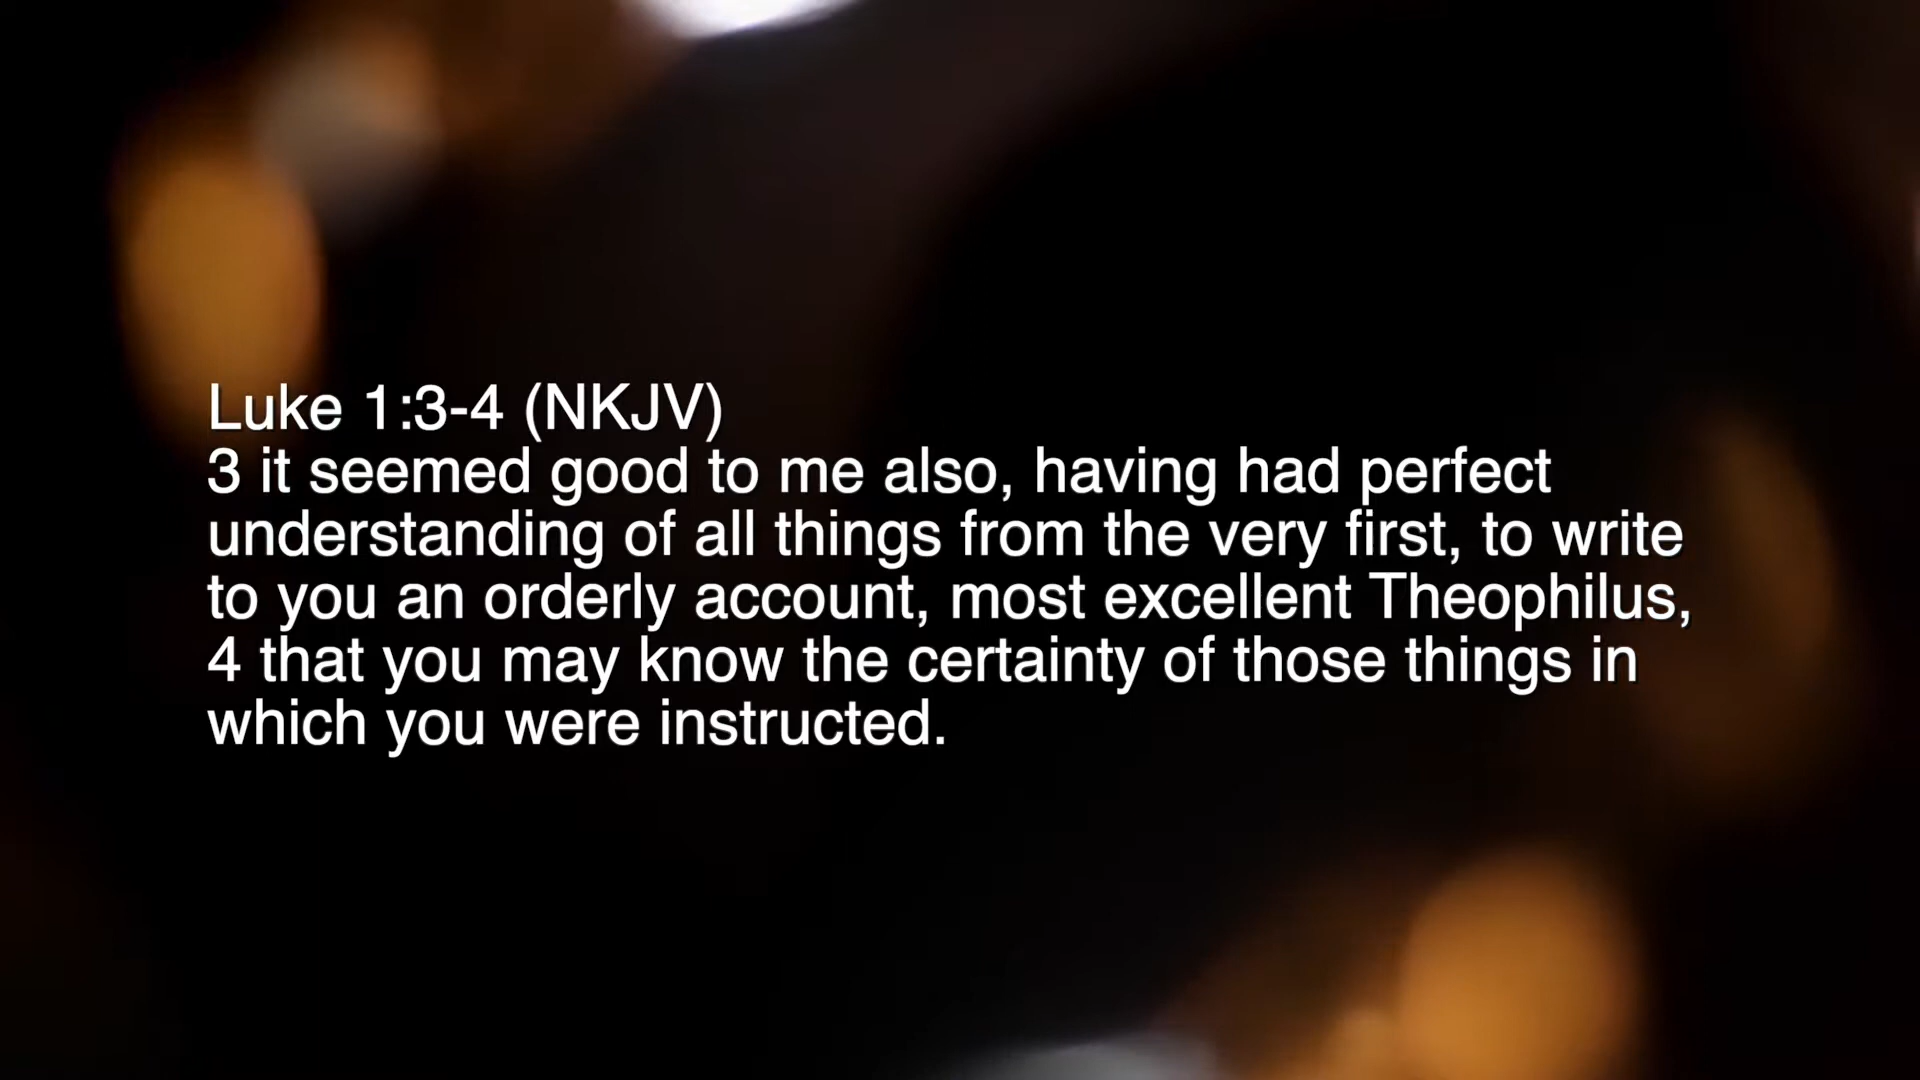 Luke 1:3-4 (NKJV)
3 it seemed good to me also, having had perfect
understanding of all things from the very first, to write
to you an orderly account, most excellent Theophilus,
4 that you may know the certainty of those things in
which you were instructed.